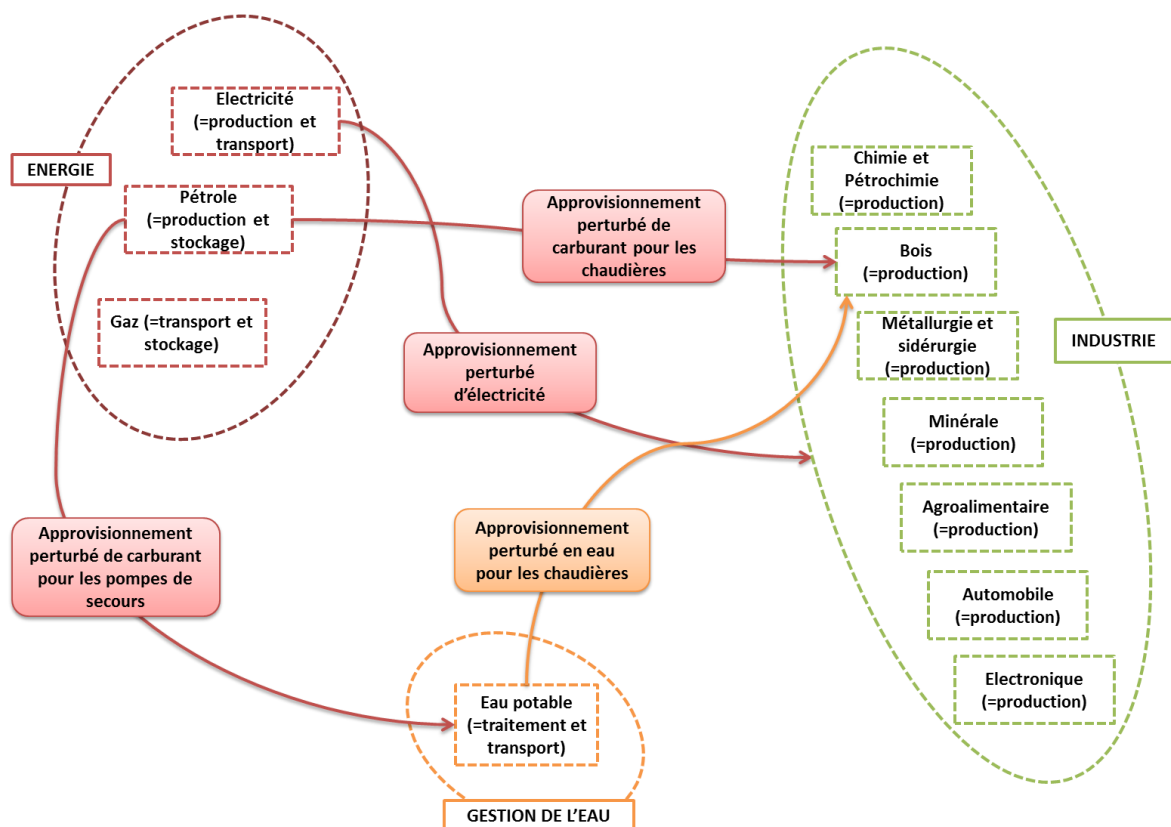 Electricité
(=production et
transport)
ENERGIE
Pétrole
(=production et
stockage)
Gaz (=transport et
stockage)
Approvisionnement
perturbé de
carburant pour les
chaudières
Approvisionnement
perturbé
d’électricité
Approvisionnement
perturbé de carburant
pour les pompes de
secours
Approvisionnement
perturbé en eau
pour les chaudières
Eau potable
(=traitement et
transport)
GESTION DE L’EAU
Chimie et
Pétrochimie
(=production)
Bois
(=production)
Métallurgie et
sidérurgie
(=production)
INDUSTRIE
Minérale
(=production)
Agroalimentaire
(=production)
Automobile
(=production)
Electronique
(=production)